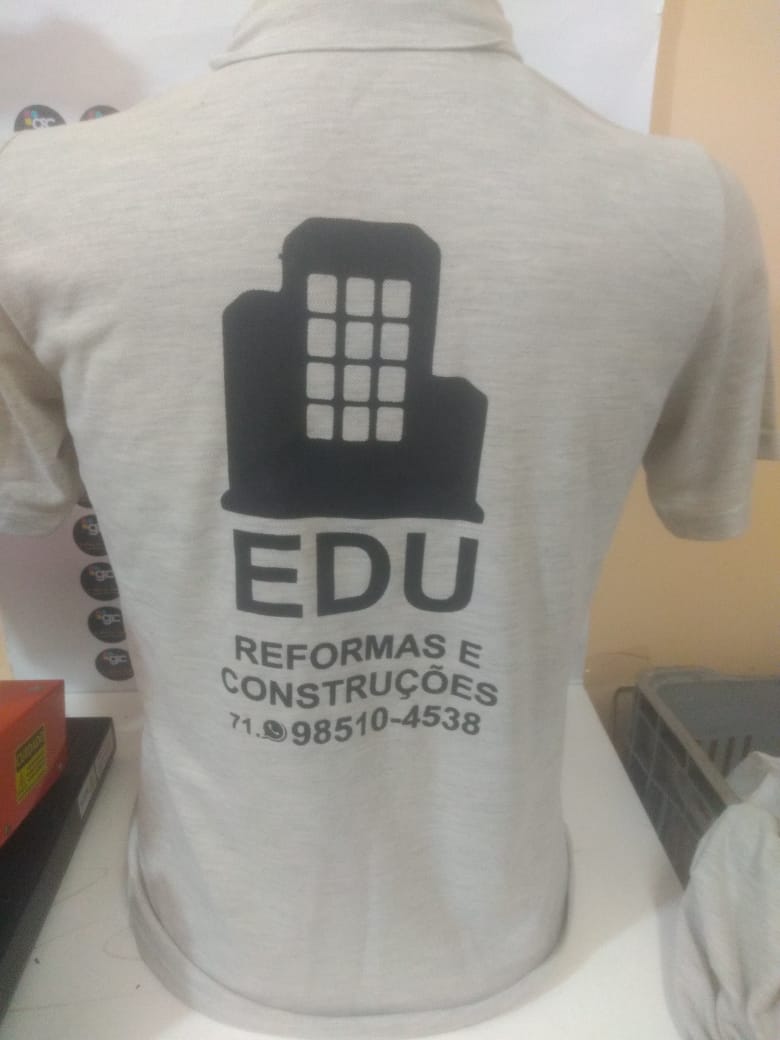 EDU
REFORMAS E
CONSTRUÇÕES
71. 98510-4538